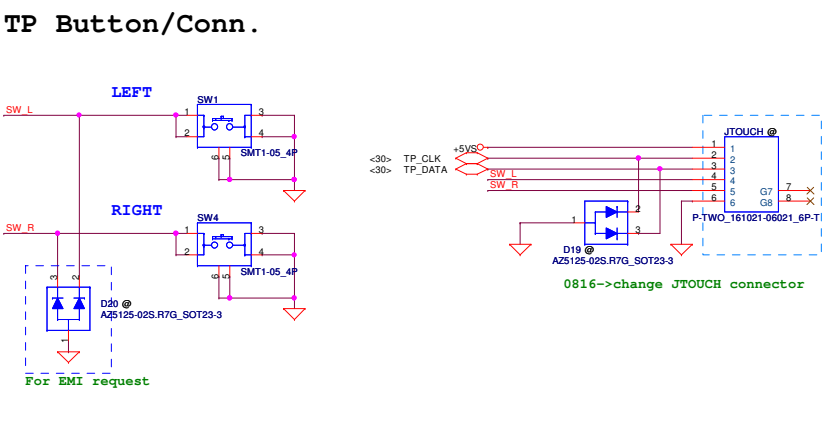 TP Button/Conn.
LEFT
SW_L
SW1
1
2
3
4
6
5
SMT1-05_4P
RIGHT
SW_R
SW4
1
2
3
4
6
5
SMT1-05_4P
3
2
D20 @
AZ5125-02S.R7G_SOT23-3
1
For EMI request
JTOUCH @
+5VS
<30> TP_CLK
<30> TP_DATA
SW_L
SW_R
1
2
3
4
5
6
1
2
3
4
5
6
G7
G8
7
8
P-TWO_161021-06021_6P-T
1
2
3
D19 @
AZ5125-02S.R7G_SOT23-3
0816->change JTOUCH connector